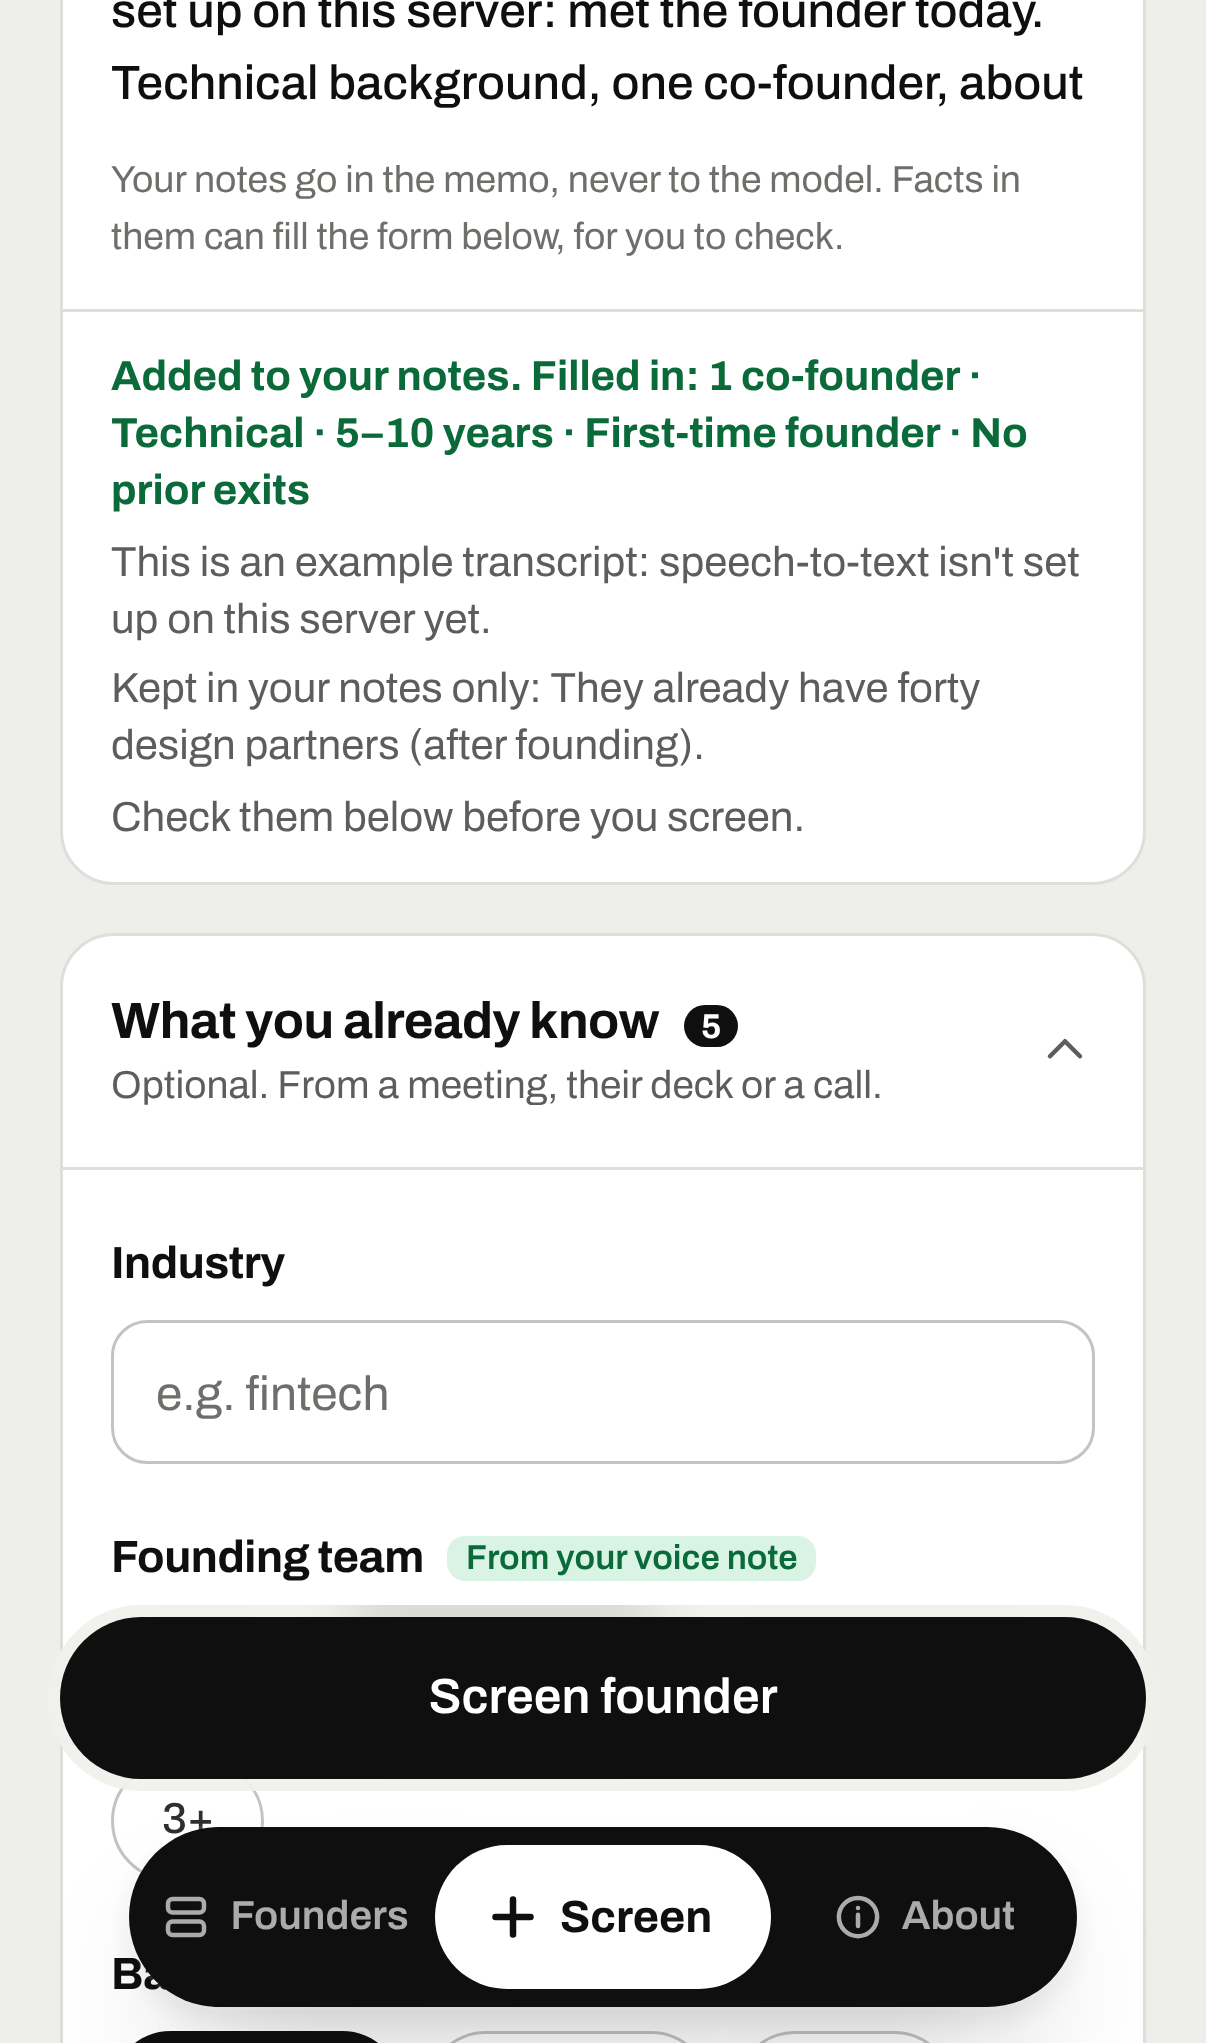 set up on this server: met the founder today.
Technical background, one co-founder, about
Your notes go in the memo, never to the model. Facts in
them can fill the form below, for you to check.
Added to your notes. Filled in: 1 co-founder ·
Technical · 5–10 years · First-time founder · No
prior exits
This is an example transcript: speech-to-text isn't set
up on this server yet.
Kept in your notes only: They already have forty
design partners (after founding).
Check them below before you screen.
What you already know 5
Optional. From a meeting, their deck or a call.
Industry
e.g. fintech
Founding team From your voice note
Screen founder
3+
Founders Screen About